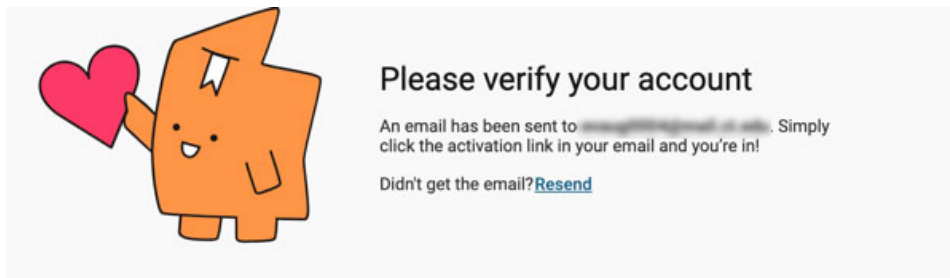 Please verify your account
An email has been sent to . Simply
click the activation link in your email and you're in!
Didn't get the email? Resend